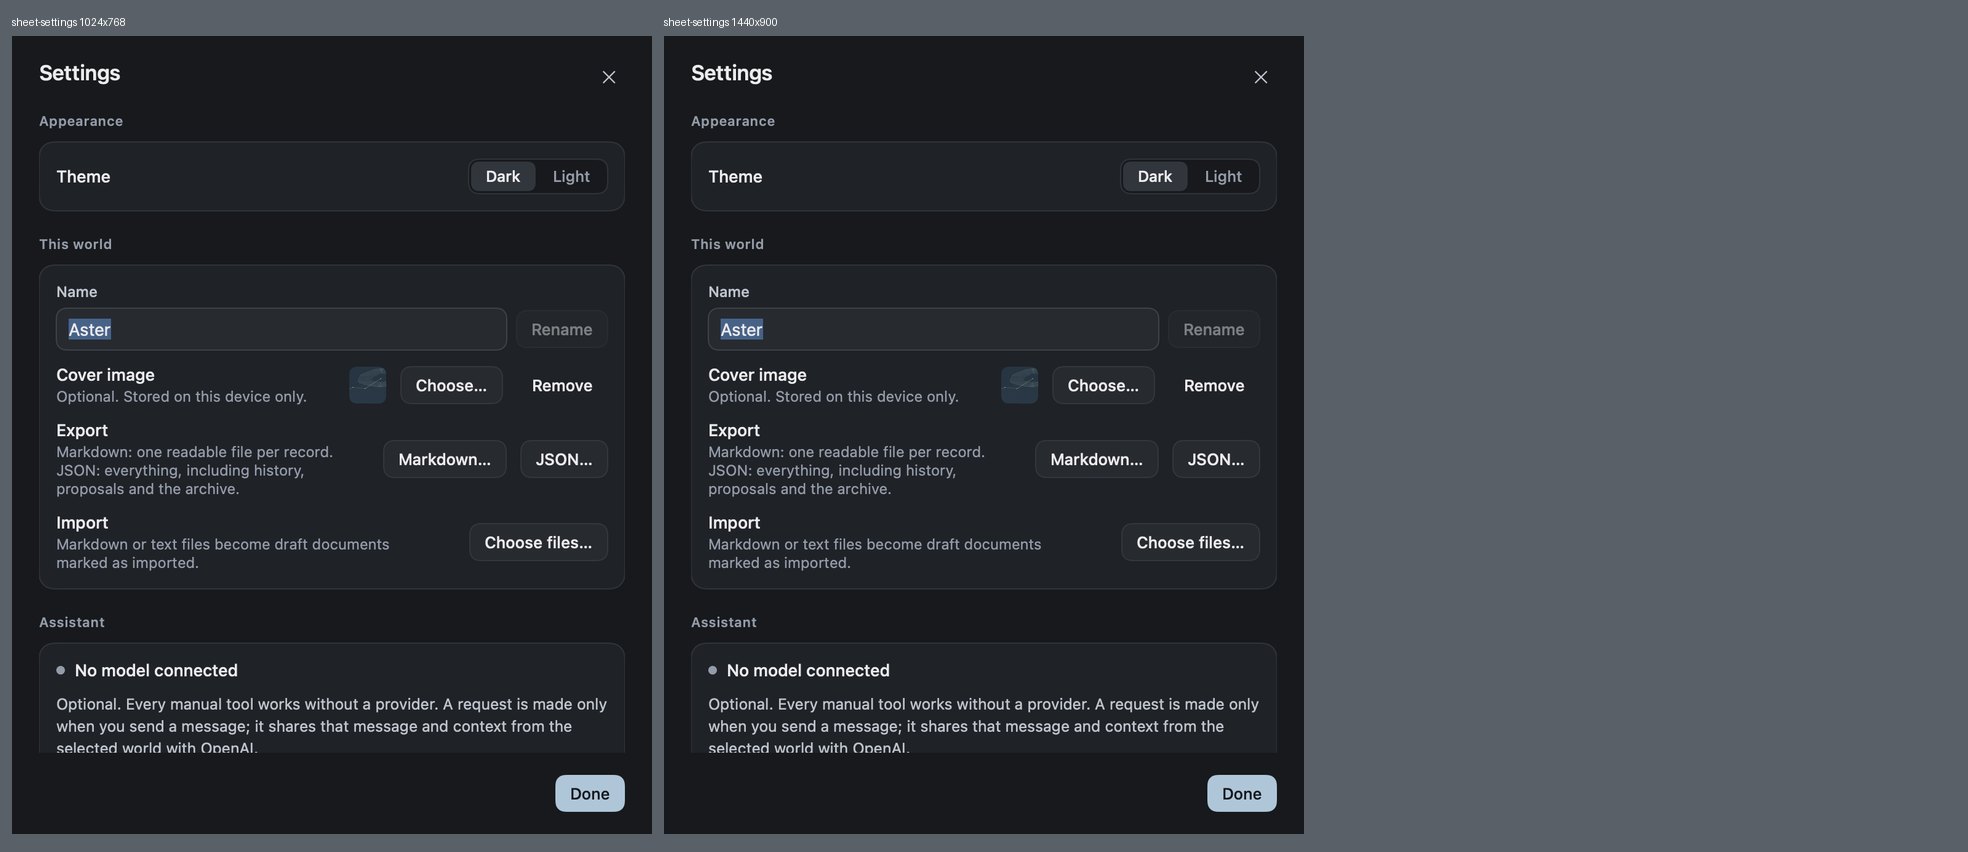 sheet-settings 1024x768
Settings
Appearance
Theme
Dark
Light
This world
Name
Aster
Rename
Cover image
Optional. Stored on this device only.
Choose...
Remove
Export
Markdown: one readable file per record.
JSON: everything, including history,
proposals and the archive.
Markdown...
JSON...
Import
Markdown or text files become draft documents
marked as imported.
Choose files...
Assistant
No model connected
Optional. Every manual tool works without a provider. A request is made only
when you send a message; it shares that message and context from the
selected world with OpenAI.
Done
sheet-settings 1440x900
Settings
Appearance
Theme
Dark
Light
This world
Name
Aster
Rename
Cover image
Optional. Stored on this device only.
Choose...
Remove
Export
Markdown: one readable file per record.
JSON: everything, including history,
proposals and the archive.
Markdown...
JSON...
Import
Markdown or text files become draft documents
marked as imported.
Choose files...
Assistant
No model connected
Optional. Every manual tool works without a provider. A request is made only
when you send a message; it shares that message and context from the
selected world with OpenAI.
Done